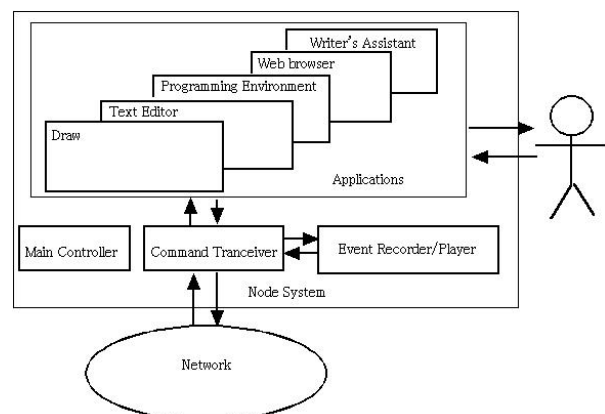 Writer's Assistant
Web browser
Programming Environment
Text Editor
Draw
Applications
Main Controller
Command Tranceiver
Event Recorder/Player
Node System
Network